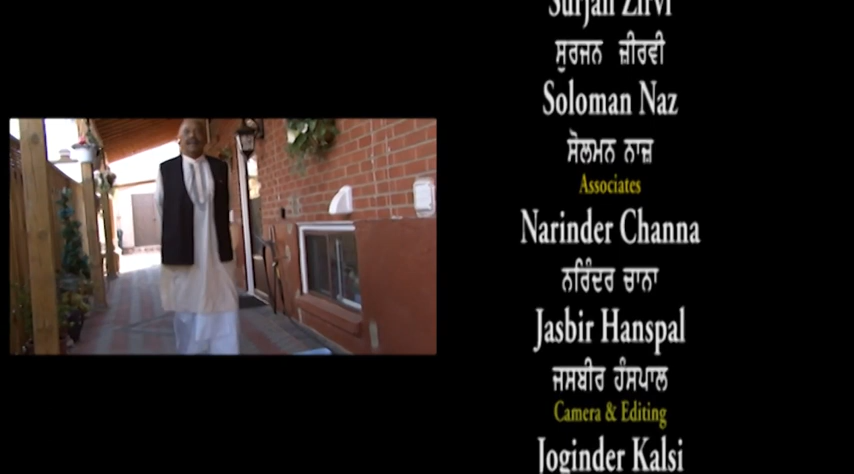 Surjan Zirvi
ਸੁਰਜਨ ਜ਼ੀਰਵੀ
Soloman Naz
ਸੋਲਮਨ ਨਾਜ਼
Associates
Narinder Channa
ਨਰਿੰਦਰ ਚਾਨਾ
Jasbir Hanspal
ਜਸਬੀਰ ਹੰਸਪਾਲ
Camera & Editing
Joginder Kalsi